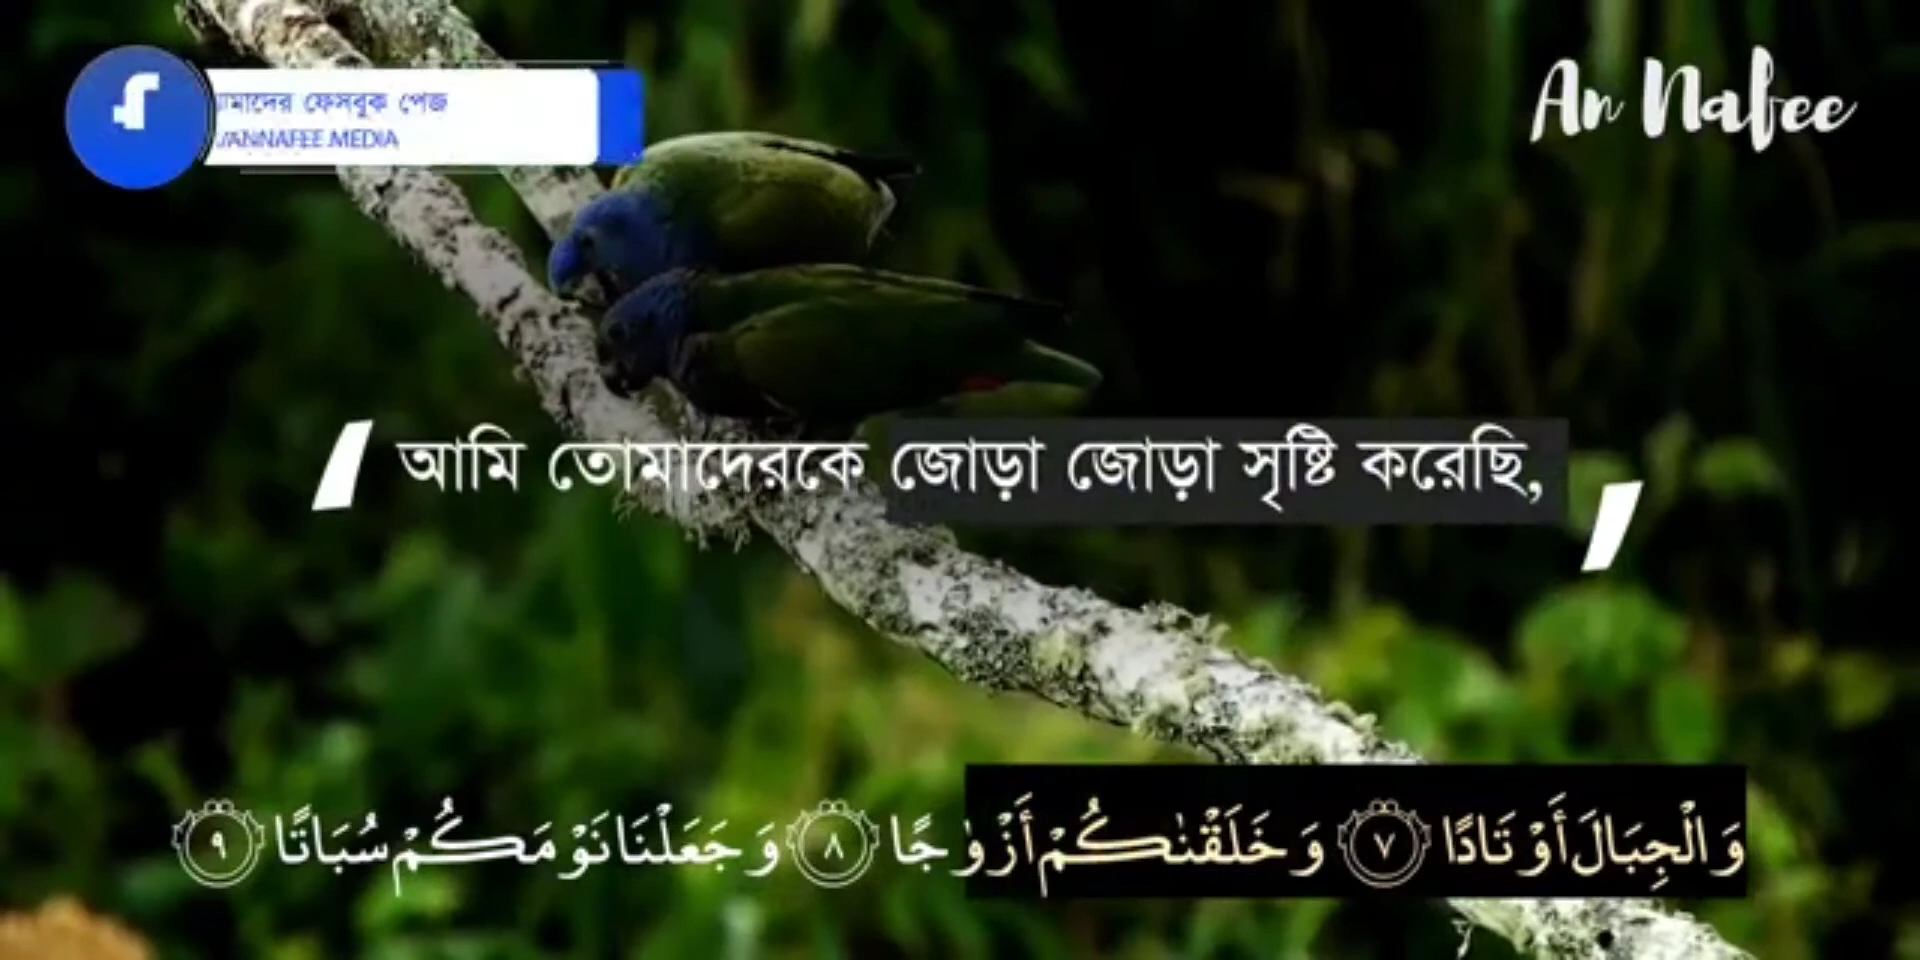 আমাদের ফেসবুক পেজ
/ANNAFEE.MEDIA
An Nafee
‘ আমি তোমাদেরকে জোড়া জোড়া সৃষ্টি করেছি, ’
وَالْجِبَالَ أَوْتَادًا ٧ وَخَلَقْنٰكُمْ أَزْوٰجًا ٨ وَجَعَلْنَا نَوْمَكُمْ سُبَاتًا ٩